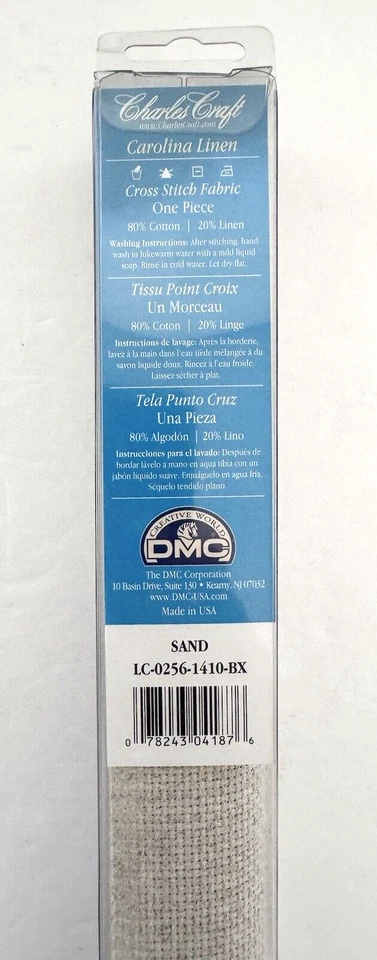 Charles Craft
www.CharlesCraft.com
Carolina Linen
Cross Stitch Fabric
One Piece
80% Cotton | 20% Linen
Washing Instructions: After stitching, hand
wash in lukewarm water with a mild liquid
soap. Rinse in cold water. Let dry flat.
Tissu Point Croix
Un Morceau
80% Coton | 20% Linge
Instructions de lavage: Après la borderie,
lavez à la main dans l'eau tiède mélangée à du
savon liquide doux. Rincez à l'eau froide.
Laissez sécher à plat.
Tela Punto Cruz
Una Pieza
80% Algodón | 20% Lino
Instrucciones para el lavado: Después de
bordar lávelo a mano en aqua tibia con un
jabón liquido suave. Enjuáguelo en agua fría.
Séquelo tendido plano.
CREATIVE WORLD
DMC
The DMC Corporation
10 Basin Drive, Suite 130 • Kearny, NJ 07032
www.DMC-USA.com
Made in USA
SAND
LC-0256-1410-BX
0 78243 04187 6